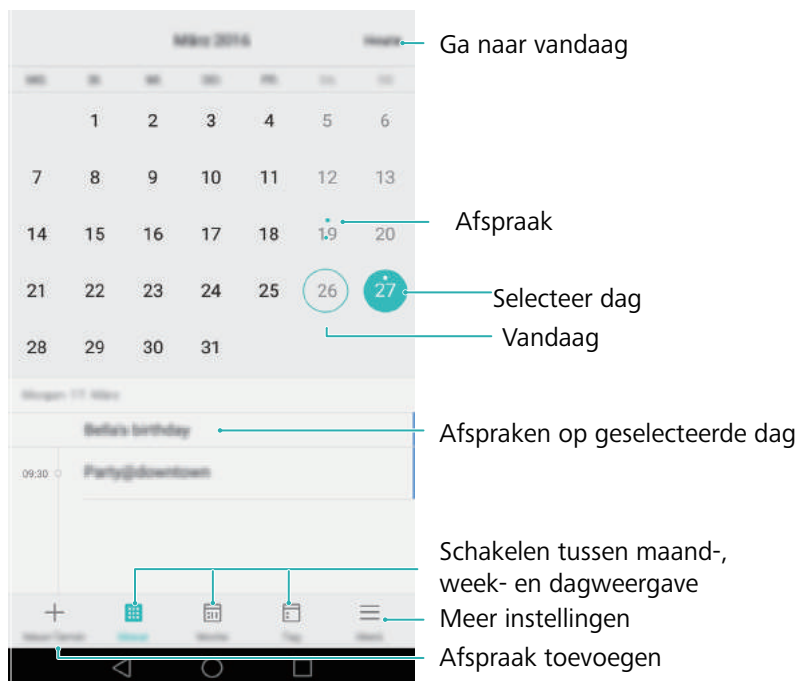 März 2016
Heute
Ga naar vandaag
1 2 3 4 5 6
7 8 9 10 11 12 13
14 15 16 17 18 19 20
Afspraak
21 22 23 24 25 26 27
Selecteer dag
Vandaag
28 29 30 31
Bella's birthday
Afspraken op geselecteerde dag
09:30 Party@downtown
Schakelen tussen maand-,
week- en dagweergave
Meer instellingen
Afspraak toevoegen